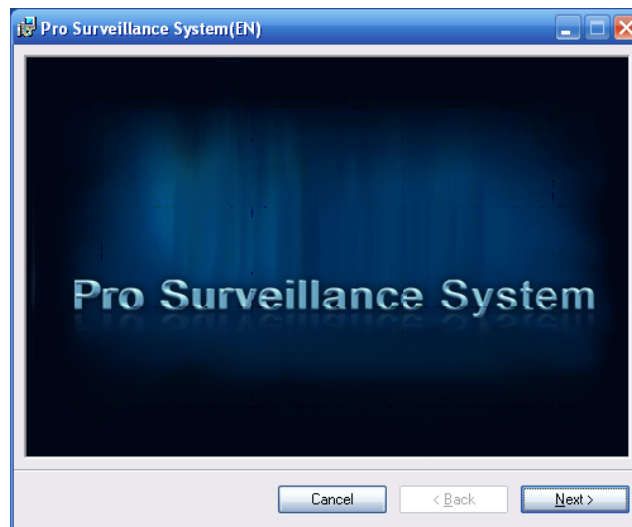 Pro Surveillance System(EN)
Pro Surveillance System
Cancel
< Back
Next >